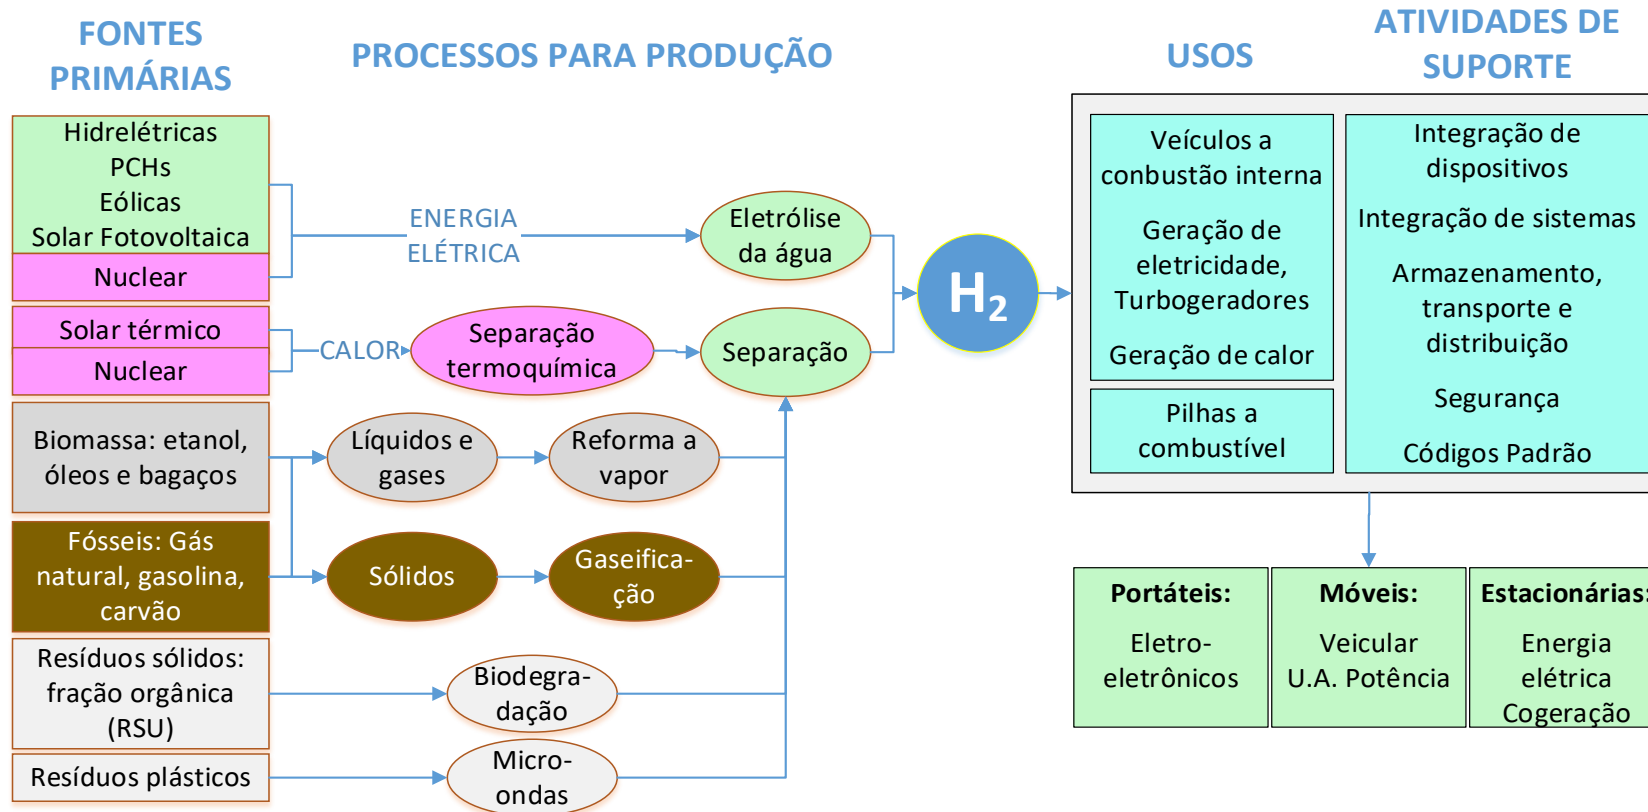 FONTES
PRIMÁRIAS
PROCESSOS PARA PRODUÇÃO
USOS
ATIVIDADES DE
SUPORTE
Hidrelétricas
PCHs
Eólicas
Solar Fotovoltaica
Nuclear
Solar térmico
Nuclear
Biomassa: etanol,
óleos e bagaços
Fósseis: Gás
natural, gasolina,
carvão
Resíduos sólidos:
fração orgânica
(RSU)
Resíduos plásticos
ENERGIA
ELÉTRICA
CALOR
Separação
termoquímica
Líquidos e
gases
Reforma a
vapor
Sólidos
Gaseifica-
ção
Biodegra-
dação
Micro-
ondas
Eletrólise
da água
Separação
H₂
Veículos a
conbustão interna
Geração de
eletricidade,
Turbogeradores
Geração de calor
Pilhas a
combustível
Integração de
dispositivos
Integração de sistemas
Armazenamento,
transporte e
distribuição
Segurança
Códigos Padrão
Portáteis:
Eletro-
eletrônicos
Móveis:
Veicular
U.A. Potência
Estacionárias:
Energia
elétrica
Cogeração